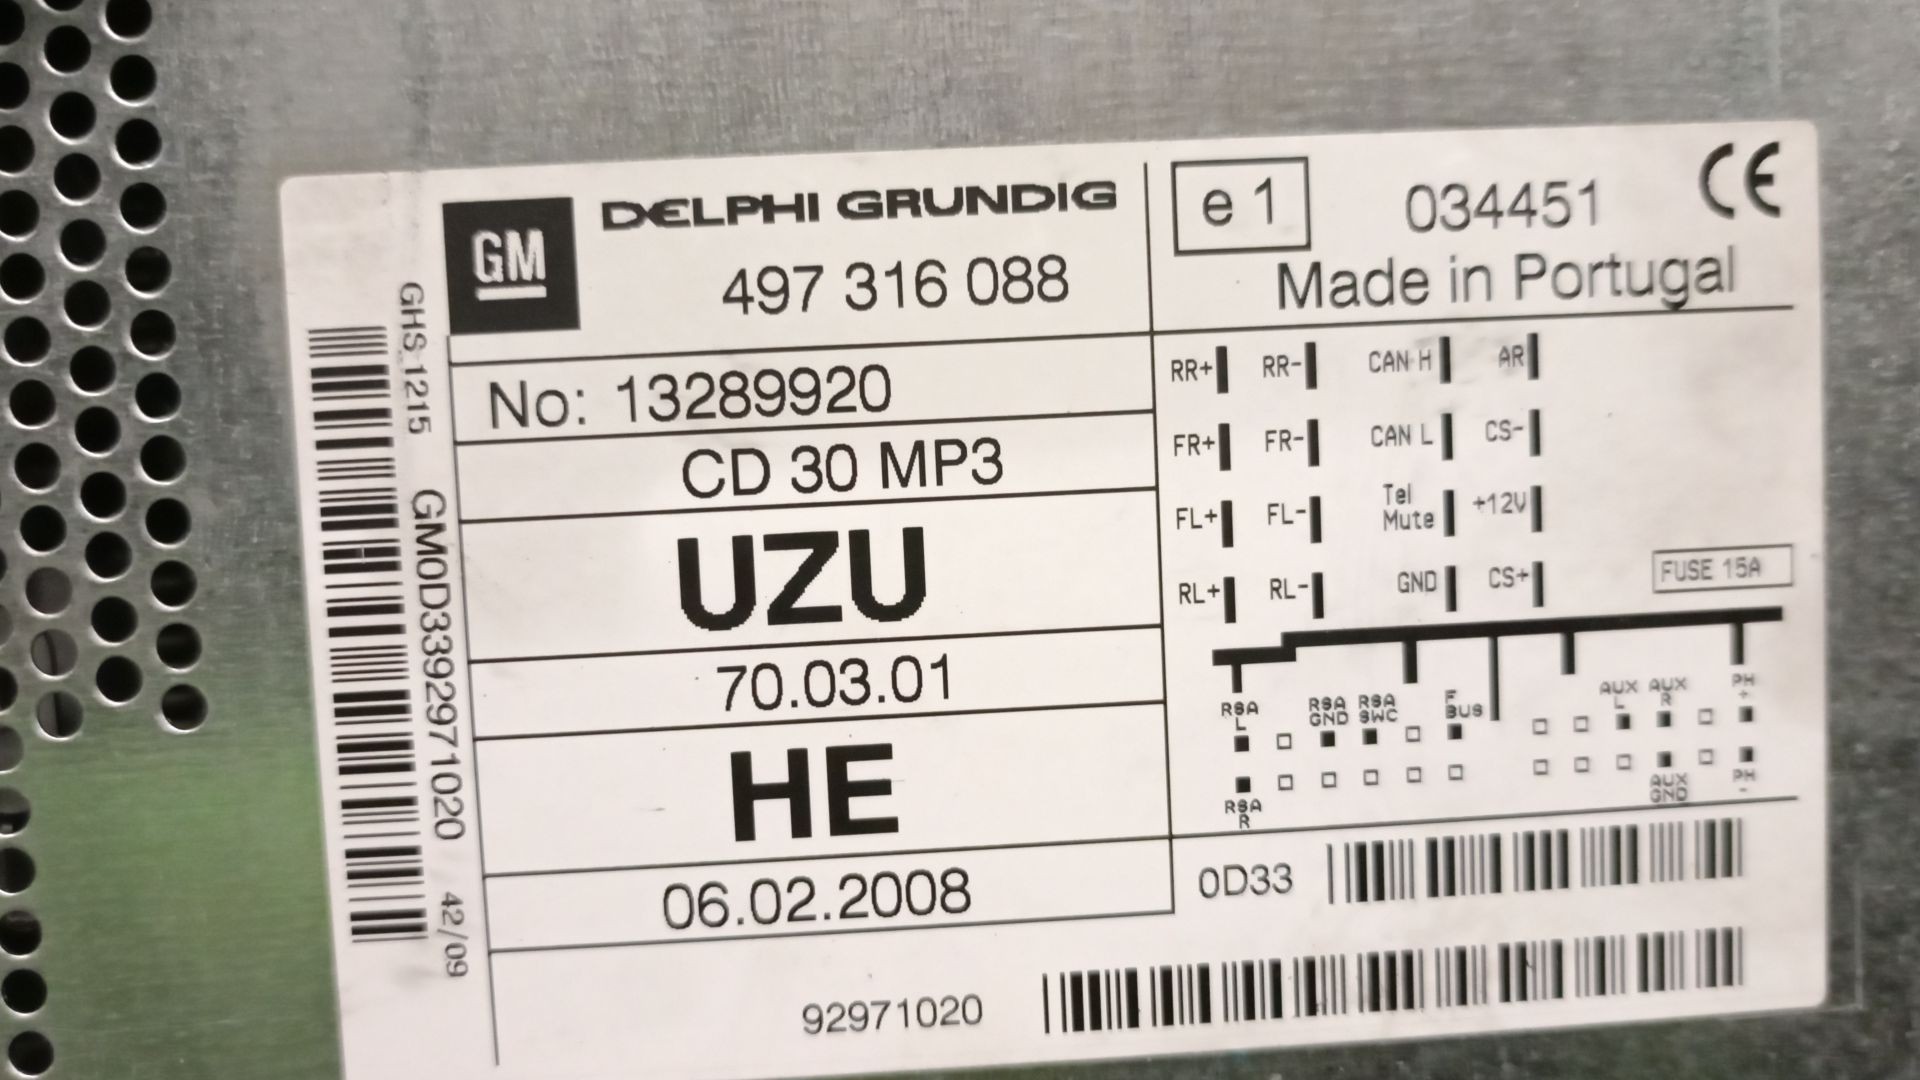 GM
DELPHI GRUNDIG
497 316 088
No: 13289920
CD 30 MP3
UZU
70.03.01
HE
06.02.2008
92971020
e 1
034451
CE
Made in Portugal
RR+ RR- CAN H AR
FR+ FR- CAN L CS-
FL+ FL- Tel Mute +12V
RL+ RL- GND CS+
FUSE 15A
RSA L RSA GND RSA SWC F BUS AUX L AUX R PH +
RSA R AUX GND PH -
0D33
GHS 1215
GM0D3392971020 42/09